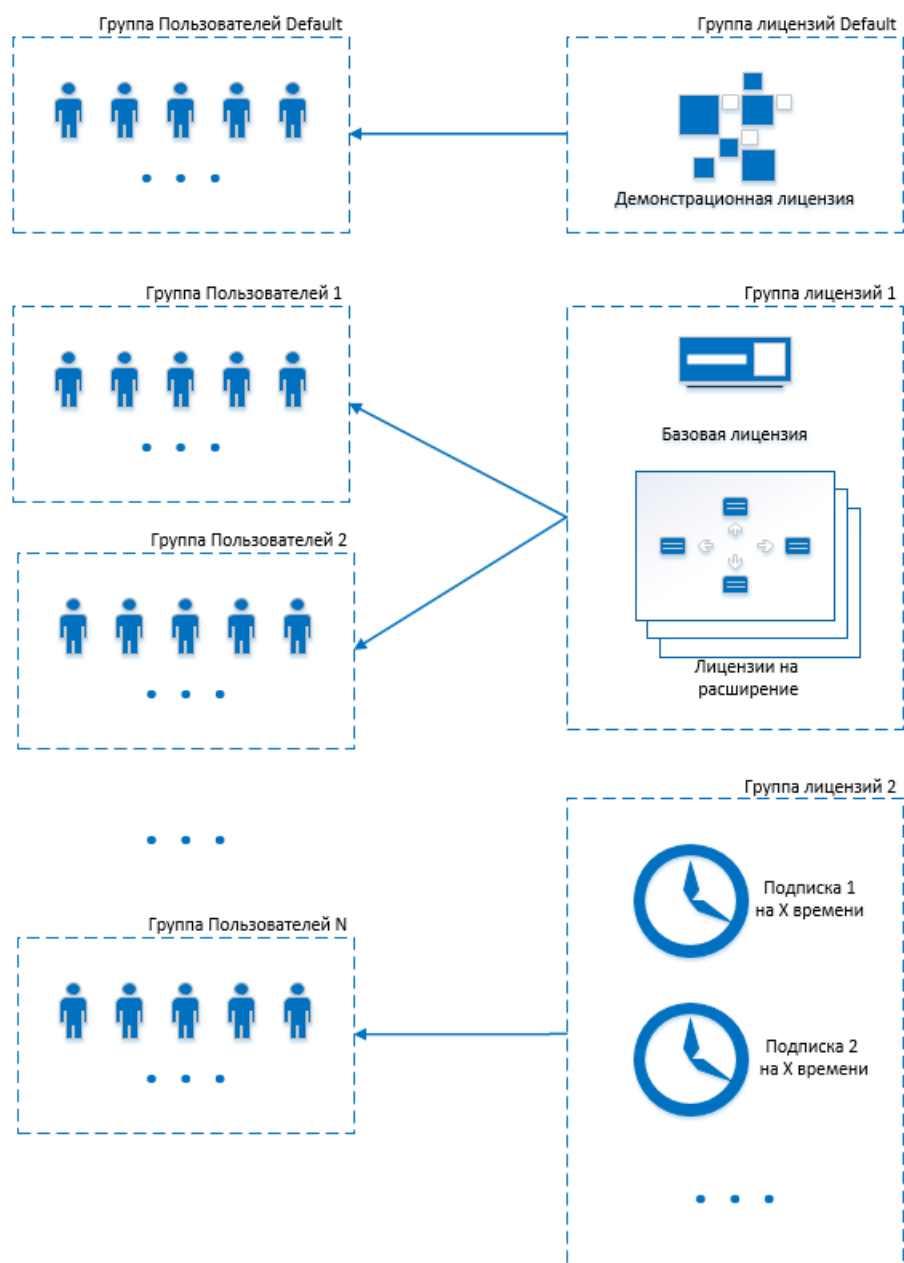 Группа Пользователей Default
Группа лицензий Default
Демонстрационная лицензия
Группа Пользователей 1
Группа лицензий 1
Базовая лицензия
Группа Пользователей 2
Лицензии на
расширение
Группа лицензий 2
Подписка 1
на X времени
Группа Пользователей N
Подписка 2
на X времени